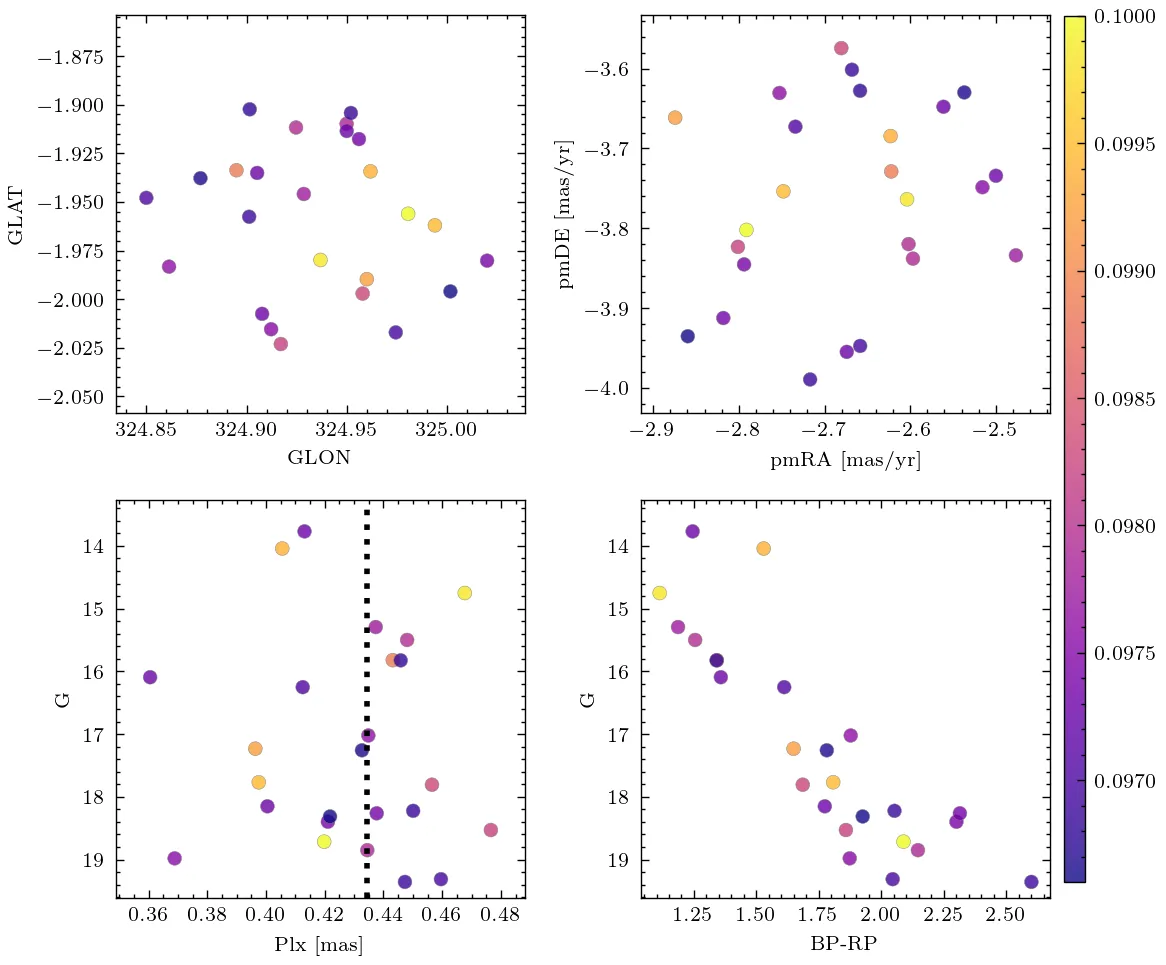 −1.875
−1.900
−1.925
−1.950
−1.975
−2.000
−2.025
−2.050
GLAT
324.85 324.90 324.95 325.00
GLON
−3.6
−3.7
−3.8
−3.9
−4.0
pmDE [mas/yr]
−2.9 −2.8 −2.7 −2.6 −2.5
pmRA [mas/yr]
14
15
16
17
18
19
G
0.36 0.38 0.40 0.42 0.44 0.46 0.48
Plx [mas]
14
15
16
17
18
19
G
1.25 1.50 1.75 2.00 2.25 2.50
BP-RP
0.1000
0.0995
0.0990
0.0985
0.0980
0.0975
0.0970